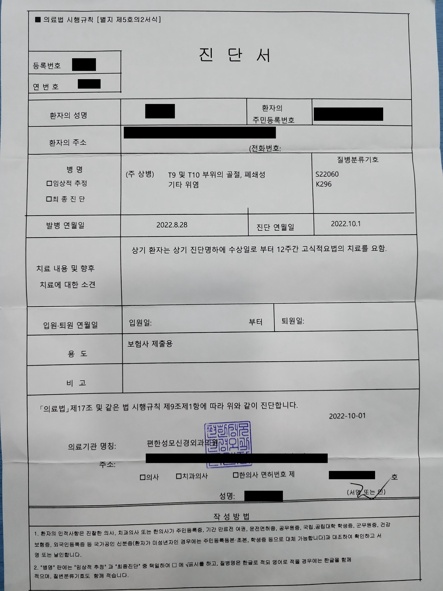 ■ 의료법 시행규칙 [별지 제5호의2서식]
진 단 서
등록번호
연 번 호
환자의 성명
환자의
주민등록번호
환자의 주소
(전화번호:
병 명
□임상적 추정
□최 종 진 단
(주 상병) T9 및 T10 부위의 골절, 폐쇄성
기타 위염
질병분류기호
S22060
K296
발병 연월일 2022.8.28 진단 연월일 2022.10.1
치료 내용 및 향후
치료에 대한 소견
상기 환자는 상기 진단명하에 수상일로 부터 12주간 고식적요법의 치료를 요함.
입원·퇴원 연월일 입원일: 부터 퇴원일:
용 도 보험사 제출용
비 고
「의료법」제17조 및 같은 법 시행규칙 제9조제1항에 따라 위와 같이 진단합니다.
2022-10-01
의료기관 명칭: 편한성모신경외과의원
주소:
□의사 □치과의사 □한의사 면허번호 제 호
성명: (서명 또는 인)
작 성 방 법
1. 환자의 인적사항은 진찰한 의사, 치과의사 또는 한의사가 주민등록증, 기간 만료전 여권, 운전면허증, 공무원증, 국립.공립대학 학생증, 군무원증, 건강
보험증, 외국인등록증 등 국가공인 신분증(환자가 미성년자인 경우에는 주민등록등본·초본, 학생증 등으로 대체 가능합니다)과 대조하여 확인하고 서
명 또는 날인합니다.
2. "병명" 란에는 "임상적 추정" 과 "최종진단" 중 택일하여 □ 에 √표시를 하고, 질병명은 한글로 적되 영어로 적을 경우에는 한글을 함께
적으며, 질병분류기호도 함께 적습니다.